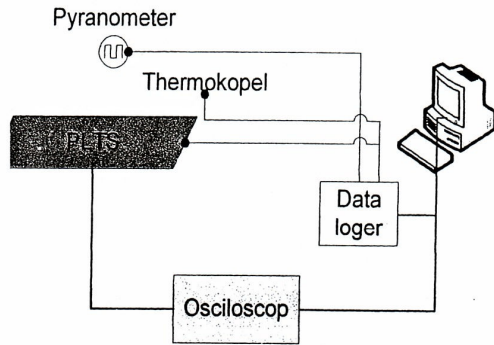 Pyranometer
Thermokopel
PLTS
Data
loger
Osciloscop